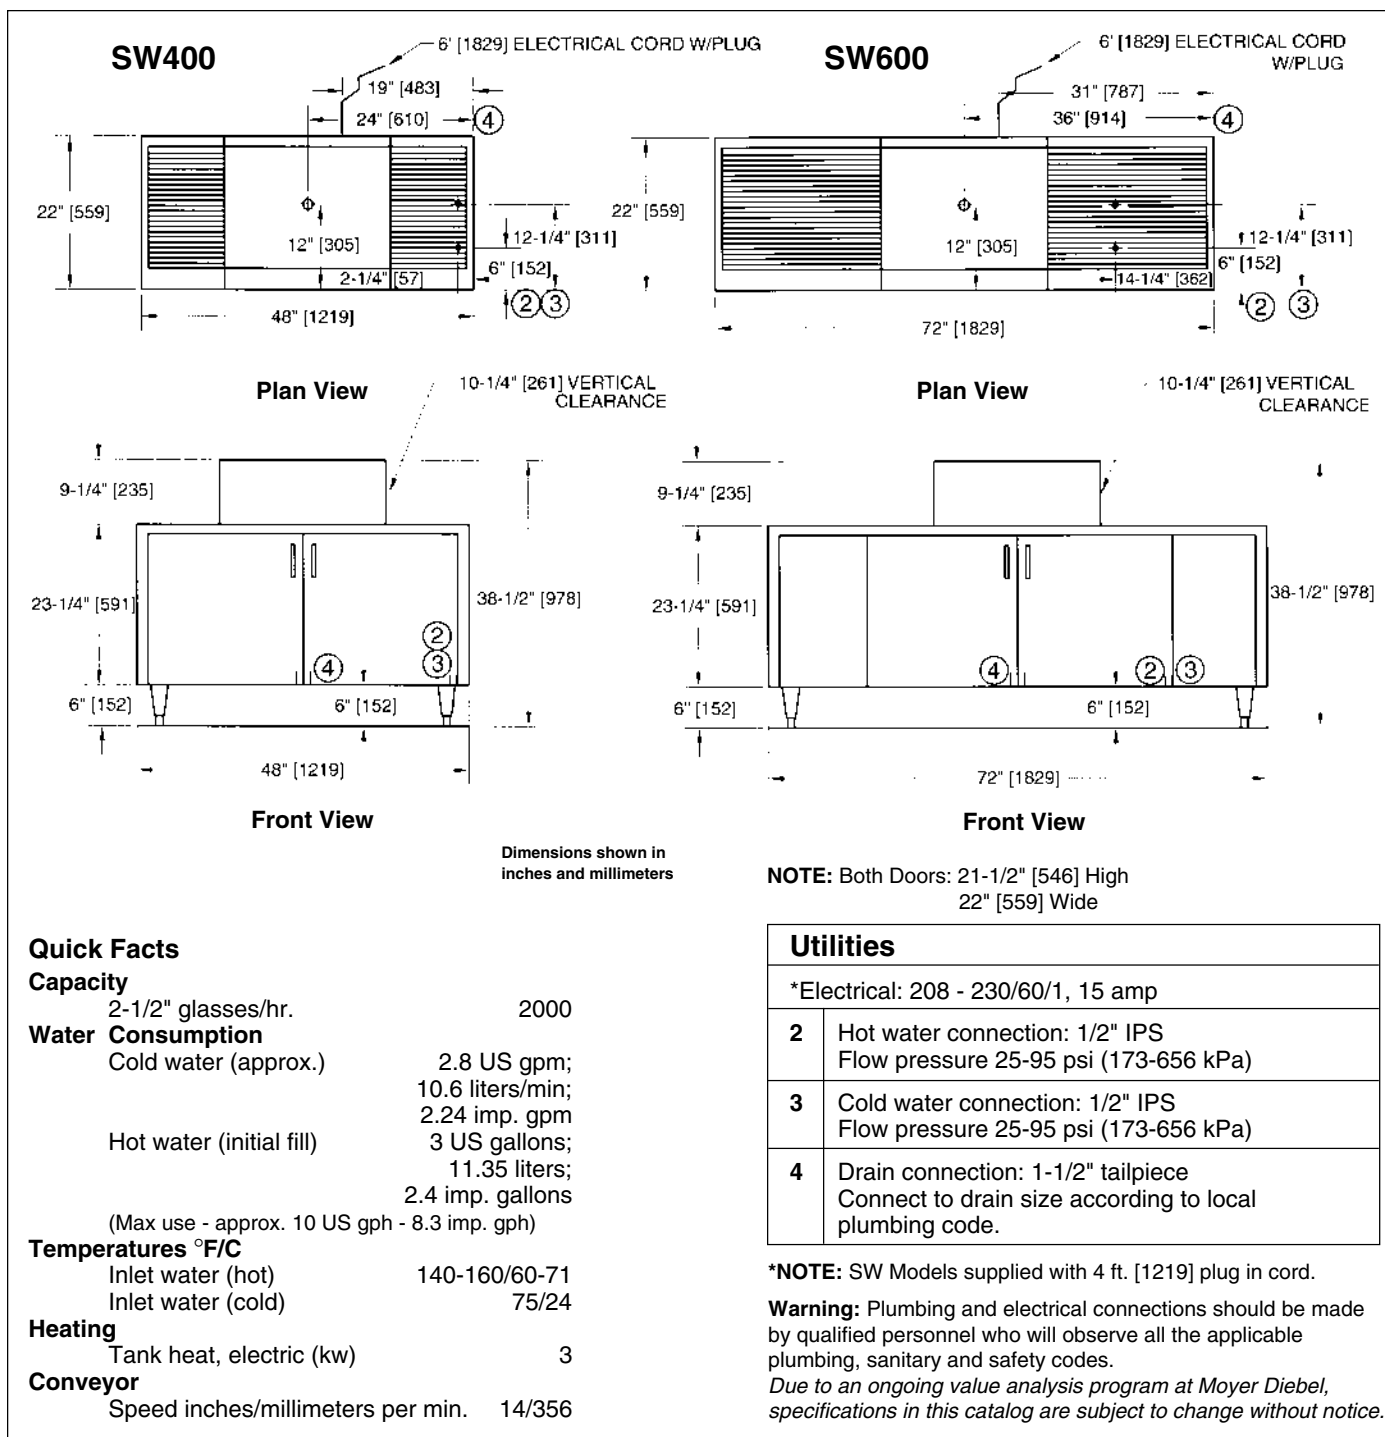 SW400
6' [1829] ELECTRICAL CORD W/PLUG
19" [483]
24" [610]
4
22" [559]
12" [305]
12-1/4" [311]
6" [152]
2-1/4" [57]
2 3
48" [1219]
Plan View
SW600
6' [1829] ELECTRICAL CORD
W/PLUG
31" [787]
36" [914]
4
22" [559]
12" [305]
12-1/4" [311]
6" [152]
14-1/4" [362]
2 3
72" [1829]
Plan View
10-1/4" [261] VERTICAL
CLEARANCE
9-1/4" [235]
23-1/4" [591]
38-1/2" [978]
2
3
4
6" [152]
6" [152]
48" [1219]
Front View
10-1/4" [261] VERTICAL
CLEARANCE
9-1/4" [235]
23-1/4" [591]
38-1/2" [978]
4
2 3
6" [152]
6" [152]
72" [1829]
Front View
Dimensions shown in
inches and millimeters
NOTE: Both Doors: 21-1/2" [546] High
22" [559] Wide
Quick Facts
Capacity
2-1/2" glasses/hr. 2000
Water Consumption
Cold water (approx.) 2.8 US gpm;
10.6 liters/min;
2.24 imp. gpm
Hot water (initial fill) 3 US gallons;
11.35 liters;
2.4 imp. gallons
(Max use - approx. 10 US gph - 8.3 imp. gph)
Temperatures °F/C
Inlet water (hot) 140-160/60-71
Inlet water (cold) 75/24
Heating
Tank heat, electric (kw) 3
Conveyor
Speed inches/millimeters per min. 14/356
Utilities
*Electrical: 208 - 230/60/1, 15 amp
2 Hot water connection: 1/2" IPS
Flow pressure 25-95 psi (173-656 kPa)
3 Cold water connection: 1/2" IPS
Flow pressure 25-95 psi (173-656 kPa)
4 Drain connection: 1-1/2" tailpiece
Connect to drain size according to local
plumbing code.
*NOTE: SW Models supplied with 4 ft. [1219] plug in cord.
Warning: Plumbing and electrical connections should be made
by qualified personnel who will observe all the applicable
plumbing, sanitary and safety codes.
Due to an ongoing value analysis program at Moyer Diebel,
specifications in this catalog are subject to change without notice.